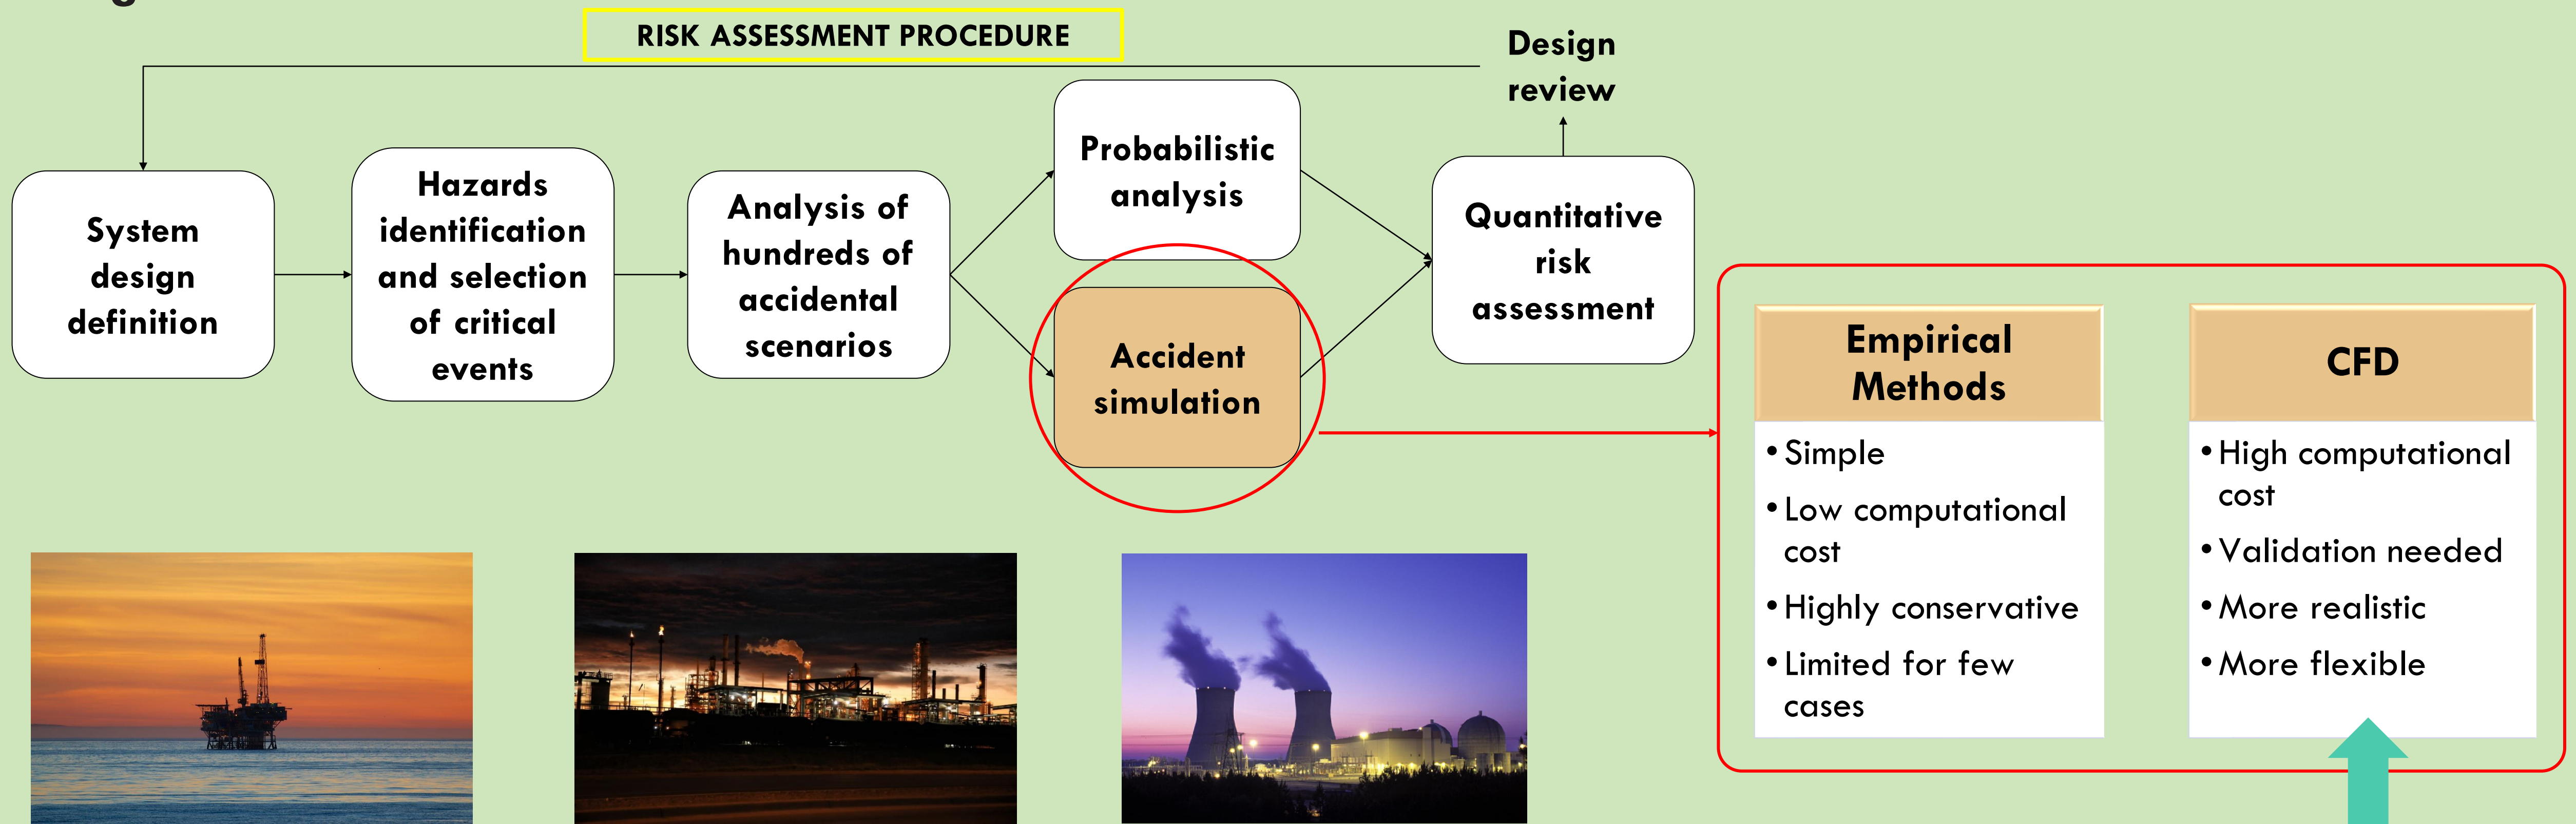 RISK ASSESSMENT PROCEDURE
Design
review
System
design
definition
Hazards
identification
and selection
of critical
events
Analysis of
hundreds of
accidental
scenarios
Probabilistic
analysis
Accident
simulation
Quantitative
risk
assessment
Empirical
Methods
• Simple
• Low computational
cost
• Highly conservative
• Limited for few
cases
CFD
• High computational
cost
• Validation needed
• More realistic
• More flexible